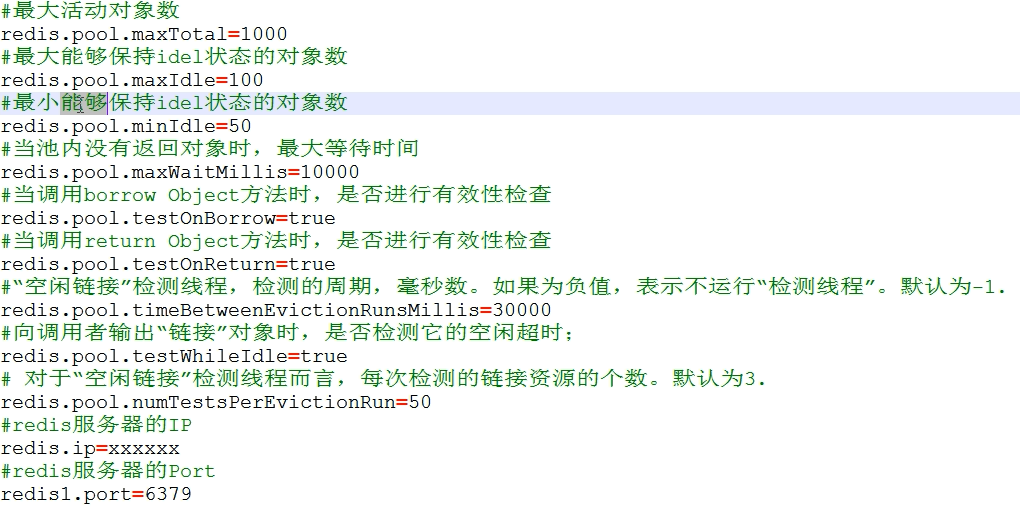 #最大活动对象数
redis.pool.maxTotal=1000
#最大能够保持idel状态的对象数
redis.pool.maxIdle=100
#最小能够保持idel状态的对象数
redis.pool.minIdle=50
#当池内没有返回对象时，最大等待时间
redis.pool.maxWaitMillis=10000
#当调用borrow Object方法时，是否进行有效性检查
redis.pool.testOnBorrow=true
#当调用return Object方法时，是否进行有效性检查
redis.pool.testOnReturn=true
#“空闲链接”检测线程，检测的周期，毫秒数。如果为负值，表示不运行“检测线程”。默认为-1.
redis.pool.timeBetweenEvictionRunsMillis=30000
#向调用者输出“链接”对象时，是否检测它的空闲超时；
redis.pool.testWhileIdle=true
# 对于“空闲链接”检测线程而言，每次检测的链接资源的个数。默认为3.
redis.pool.numTestsPerEvictionRun=50
#redis服务器的IP
redis.ip=xxxxxx
#redis服务器的Port
redis1.port=6379